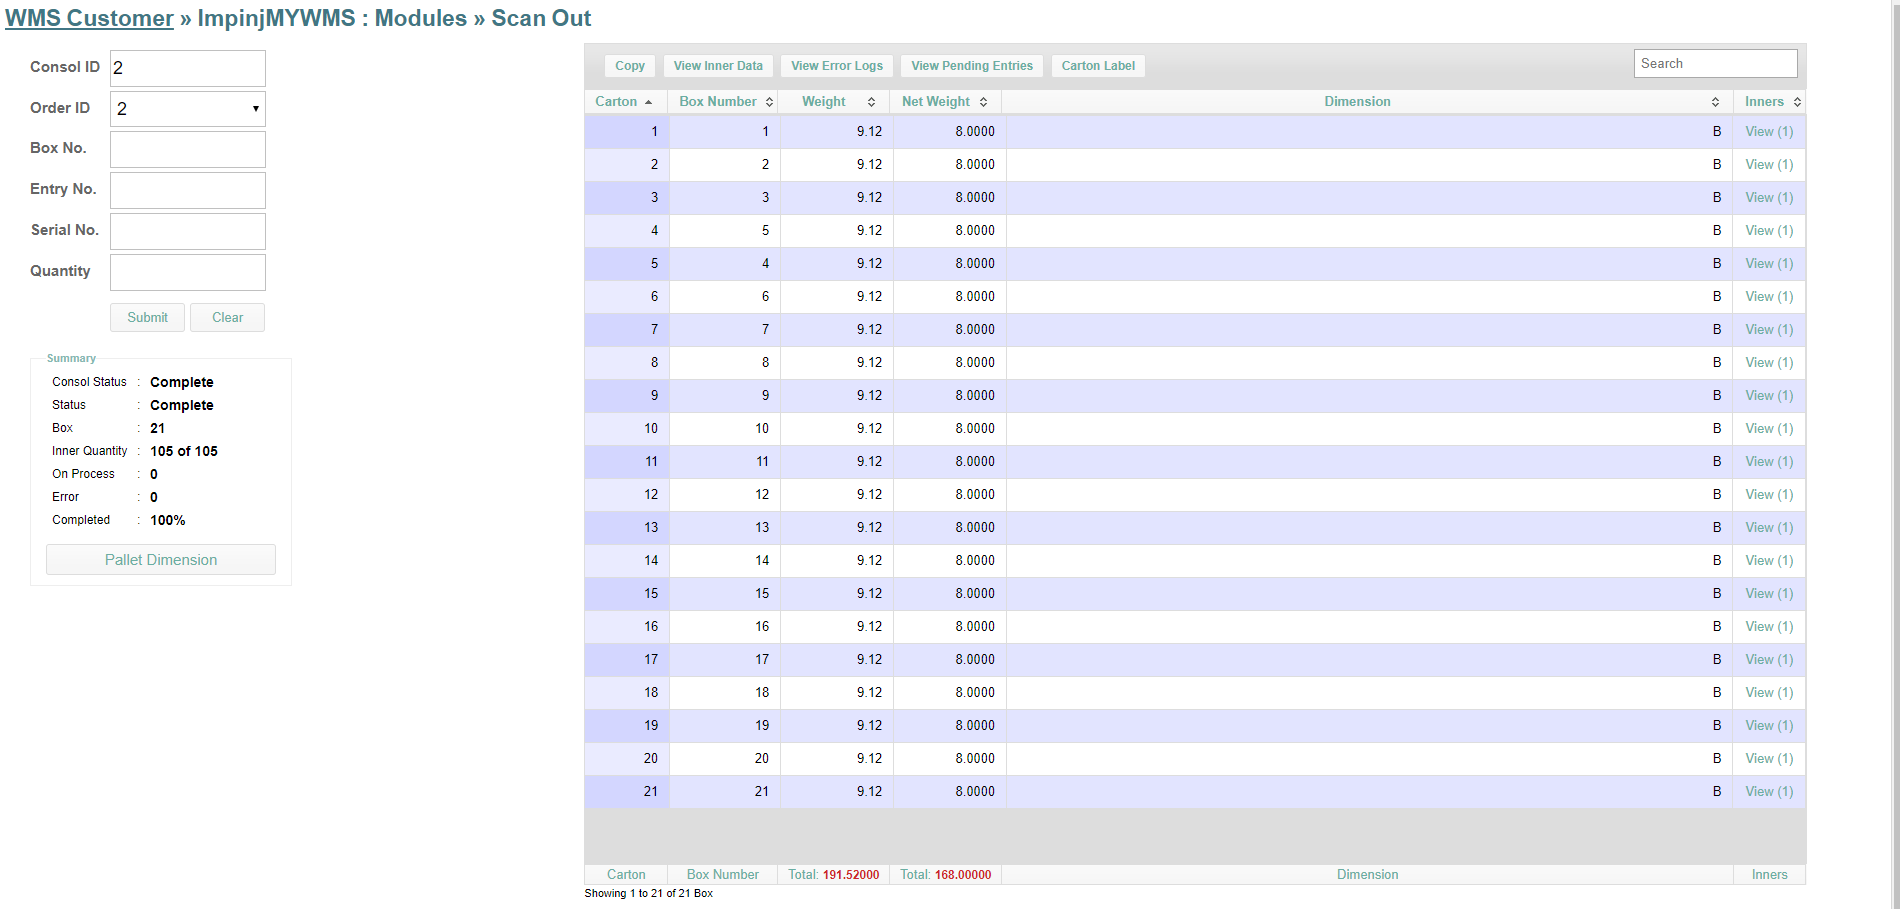 WMS Customer » ImpinjMYWMS : Modules » Scan Out
Consol ID 2
Order ID 2
Box No.
Entry No.
Serial No.
Quantity
Submit Clear
Summary
Consol Status : Complete
Status : Complete
Box : 21
Inner Quantity : 105 of 105
On Process : 0
Error : 0
Completed : 100%
Pallet Dimension
Copy View Inner Data View Error Logs View Pending Entries Carton Label Search
Carton Box Number Weight Net Weight Dimension Inners
1 1 9.12 8.0000 B View (1)
2 2 9.12 8.0000 B View (1)
3 3 9.12 8.0000 B View (1)
4 5 9.12 8.0000 B View (1)
5 4 9.12 8.0000 B View (1)
6 6 9.12 8.0000 B View (1)
7 7 9.12 8.0000 B View (1)
8 8 9.12 8.0000 B View (1)
9 9 9.12 8.0000 B View (1)
10 10 9.12 8.0000 B View (1)
11 11 9.12 8.0000 B View (1)
12 12 9.12 8.0000 B View (1)
13 13 9.12 8.0000 B View (1)
14 14 9.12 8.0000 B View (1)
15 15 9.12 8.0000 B View (1)
16 16 9.12 8.0000 B View (1)
17 17 9.12 8.0000 B View (1)
18 18 9.12 8.0000 B View (1)
19 19 9.12 8.0000 B View (1)
20 20 9.12 8.0000 B View (1)
21 21 9.12 8.0000 B View (1)
Carton Box Number Total: 191.52000 Total: 168.00000 Dimension Inners
Showing 1 to 21 of 21 Box